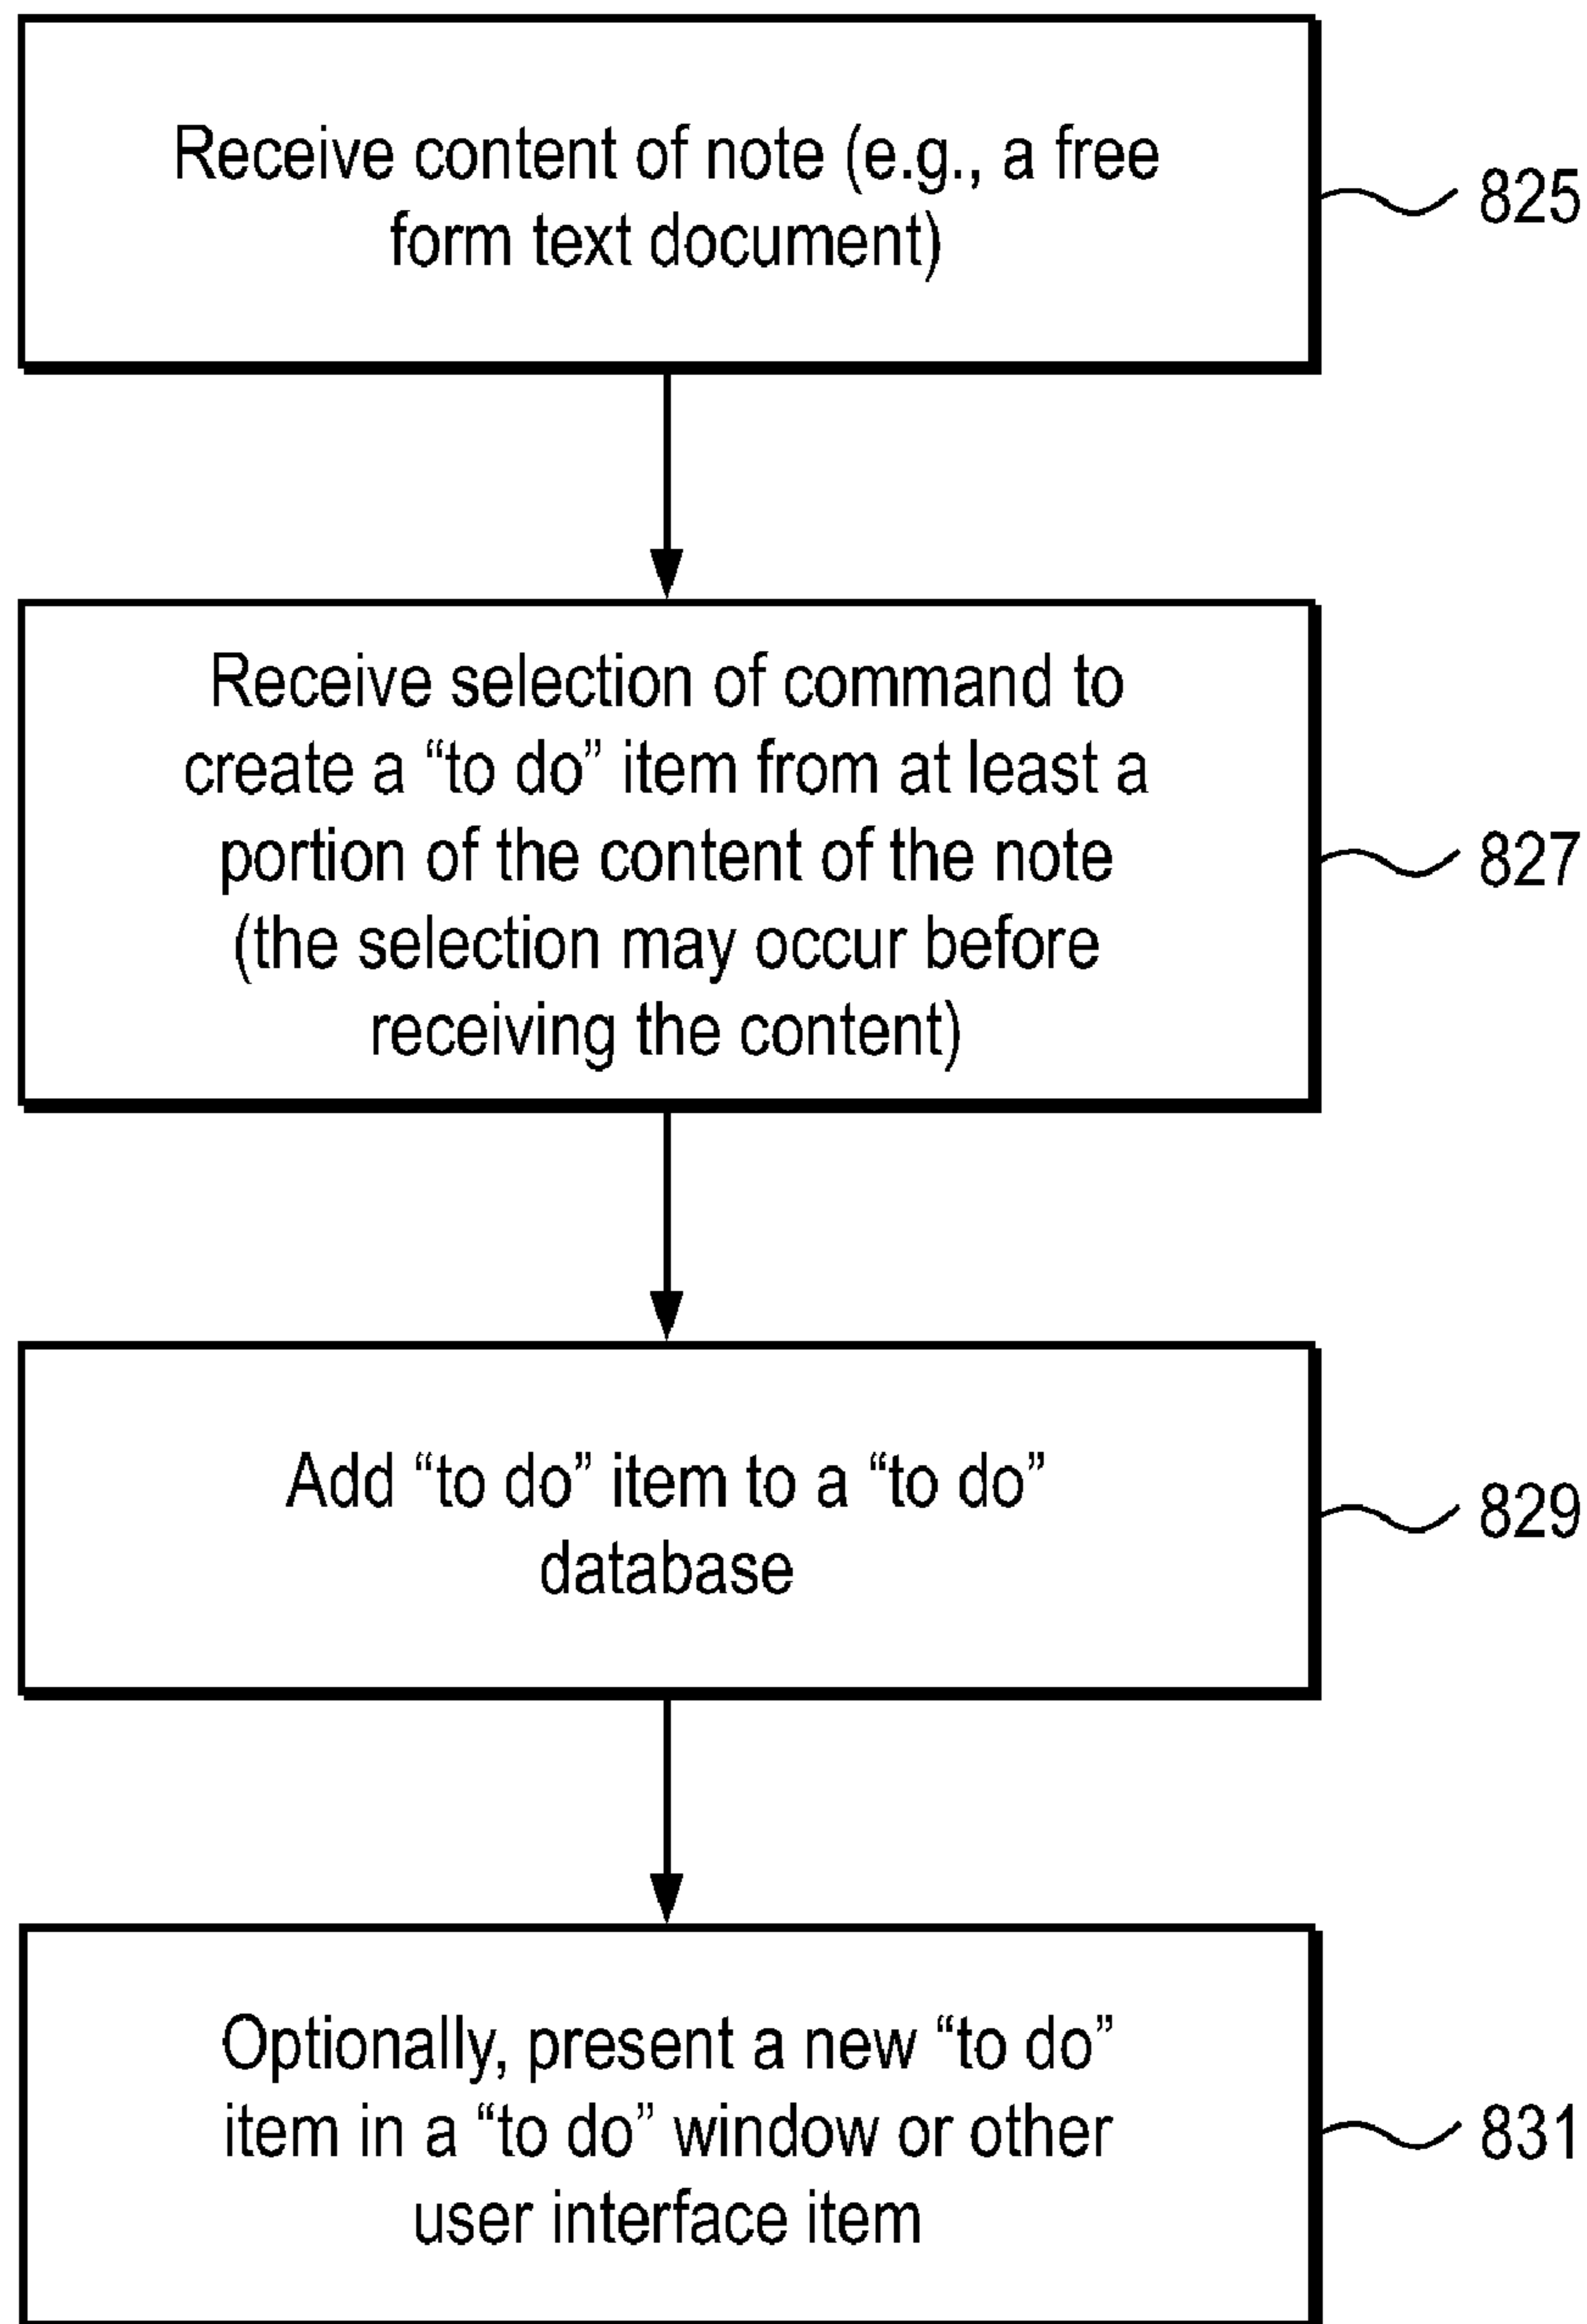 Receive content of note (e.g., a free
form text document)
825
Receive selection of command to
create a “to do” item from at least a
portion of the content of the note
(the selection may occur before
receiving the content)
827
Add “to do” item to a “to do”
database
829
Optionally, present a new “to do”
item in a “to do” window or other
user interface item
831